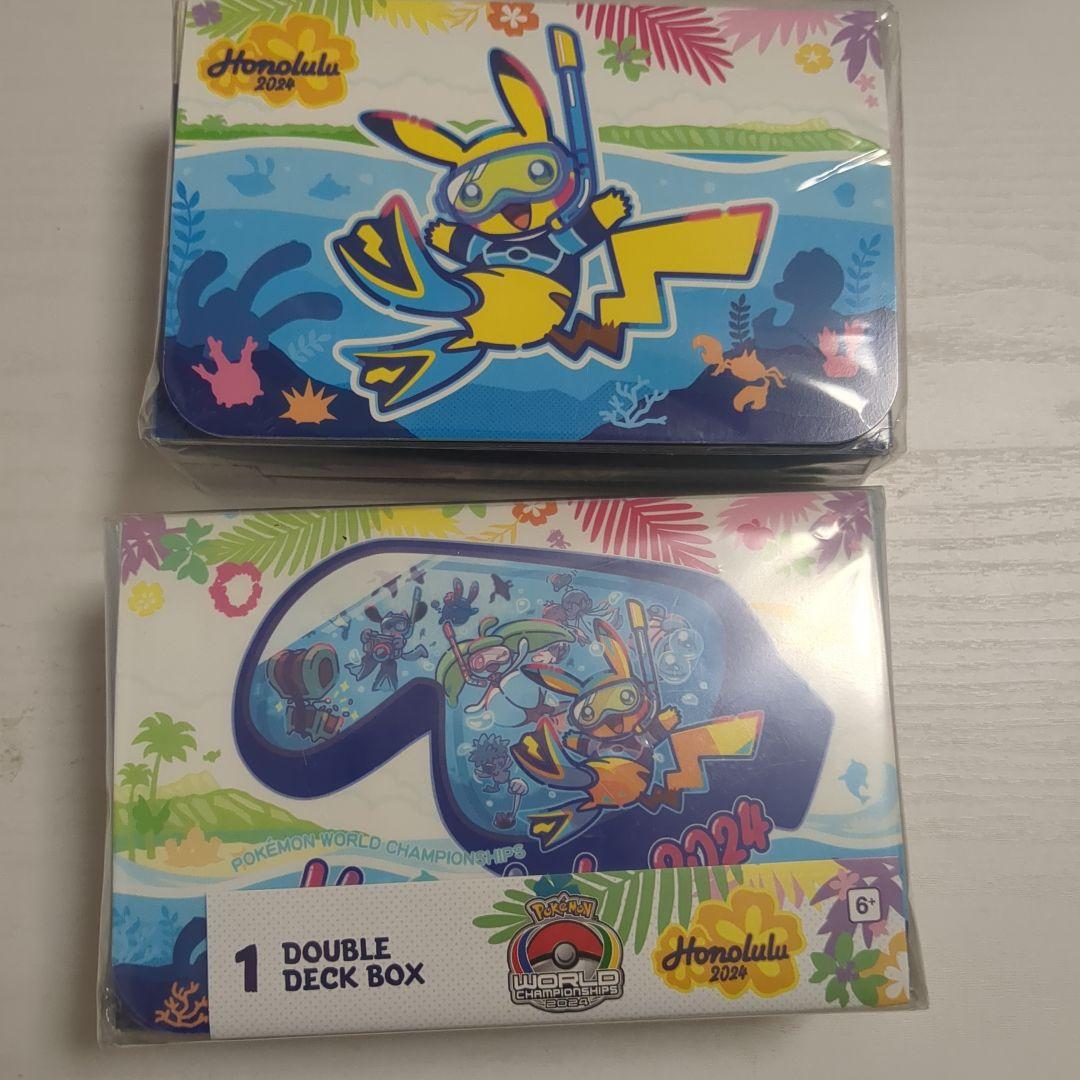 Honolulu
2024
POKÉMON WORLD CHAMPIONSHIPS
2024
1 DOUBLE
DECK BOX
POKéMON
WORLD
CHAMPIONSHIPS
2024
Honolulu
2024
6+